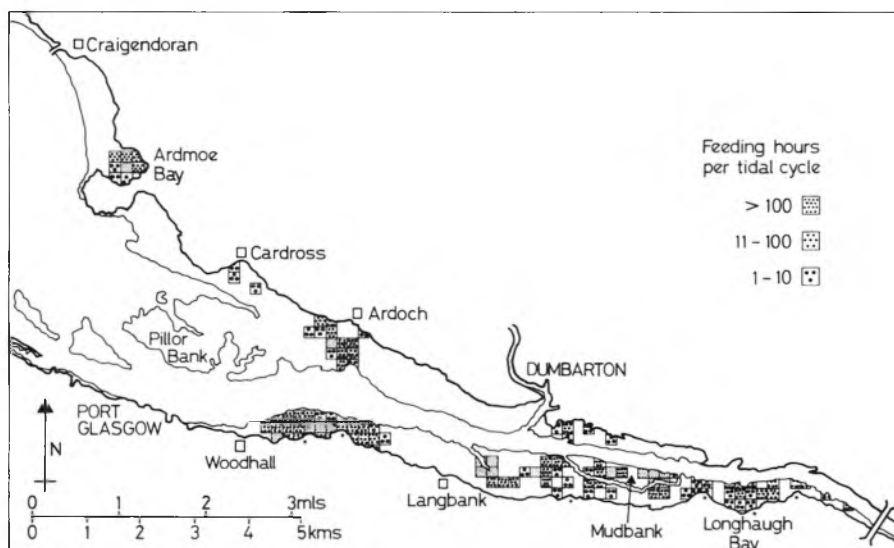 Craigendoran
Ardmoe
Bay
Feeding hours
per tidal cycle
> 100
11 - 100
1 - 10
Cardross
Ardoch
Pillor
Bank
DUMBARTON
PORT
GLASGOW
N
Woodhall
Langbank
Mudbank
Longhaugh
Bay
0 1 2 3mls
0 1 2 3 4 5kms